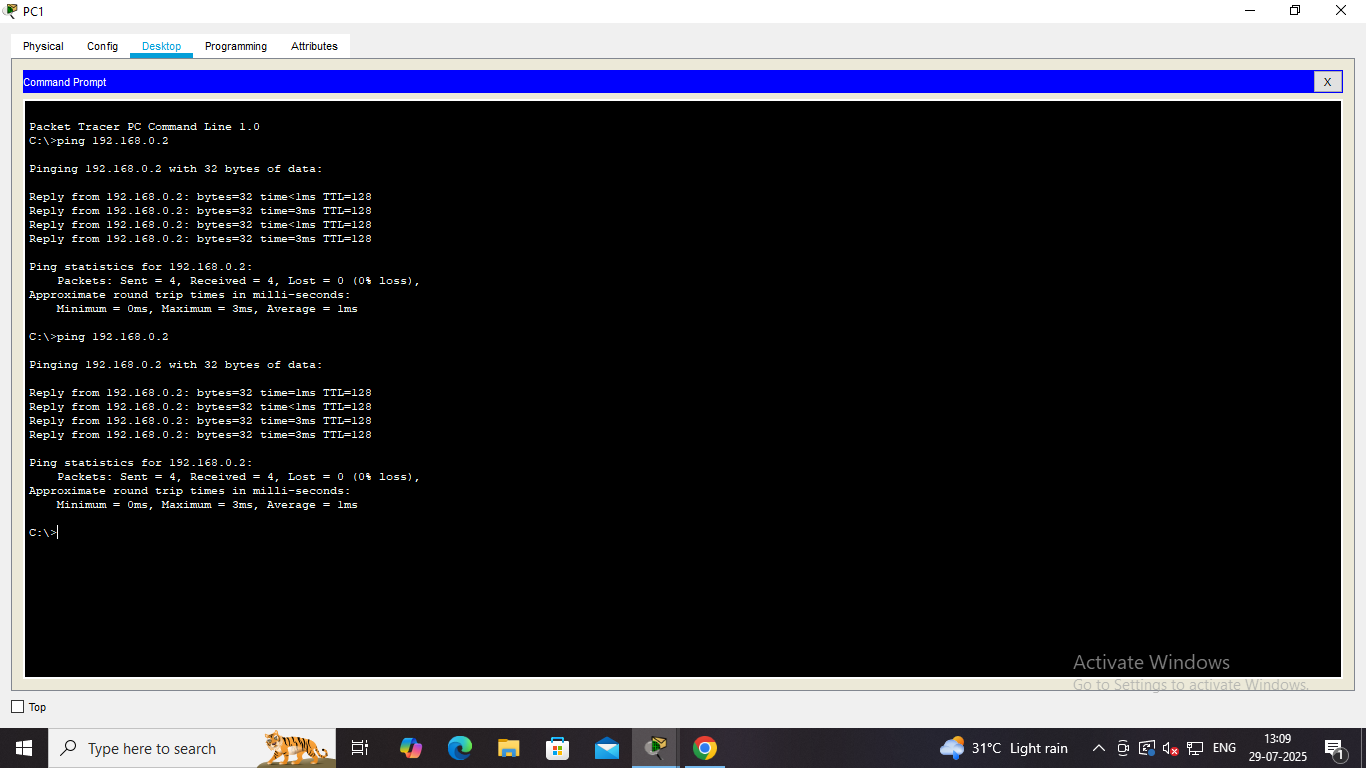 PC1
Physical Config Desktop Programming Attributes
Command Prompt X
Packet Tracer PC Command Line 1.0
C:\>ping 192.168.0.2
Pinging 192.168.0.2 with 32 bytes of data:
Reply from 192.168.0.2: bytes=32 time<1ms TTL=128
Reply from 192.168.0.2: bytes=32 time=3ms TTL=128
Reply from 192.168.0.2: bytes=32 time<1ms TTL=128
Reply from 192.168.0.2: bytes=32 time=3ms TTL=128
Ping statistics for 192.168.0.2:
Packets: Sent = 4, Received = 4, Lost = 0 (0% loss),
Approximate round trip times in milli-seconds:
Minimum = 0ms, Maximum = 3ms, Average = 1ms
C:\>ping 192.168.0.2
Pinging 192.168.0.2 with 32 bytes of data:
Reply from 192.168.0.2: bytes=32 time=1ms TTL=128
Reply from 192.168.0.2: bytes=32 time<1ms TTL=128
Reply from 192.168.0.2: bytes=32 time=3ms TTL=128
Reply from 192.168.0.2: bytes=32 time=3ms TTL=128
Ping statistics for 192.168.0.2:
Packets: Sent = 4, Received = 4, Lost = 0 (0% loss),
Approximate round trip times in milli-seconds:
Minimum = 0ms, Maximum = 3ms, Average = 1ms
C:\>
Activate Windows
Go to Settings to activate Windows.
Top
Type here to search
31°C Light rain
ENG
13:09
29-07-2025
1